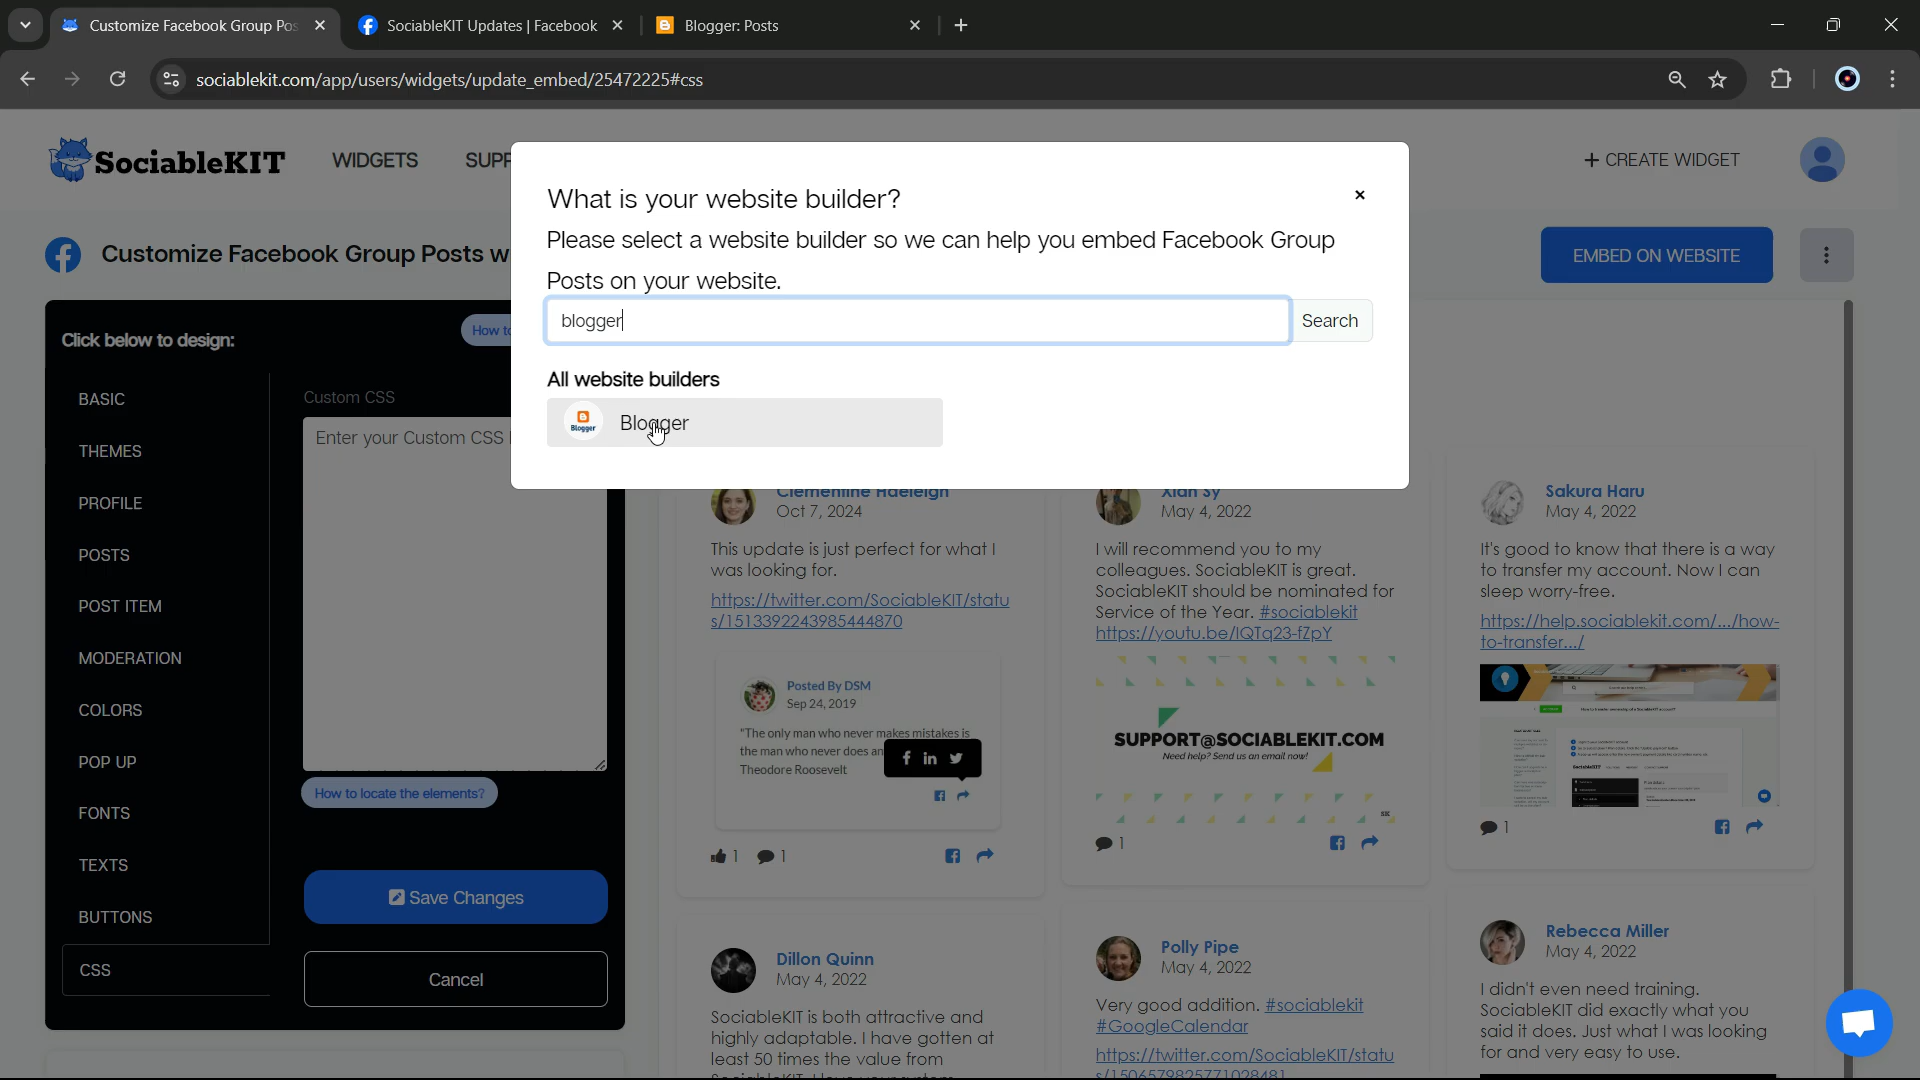 Customize Facebook Group Pos
SociableKIT Updates | Facebook
Blogger: Posts
sociablekit.com/app/users/widgets/update_embed/25472225#css
SociableKIT
WIDGETS
SUPP
+ CREATE WIDGET
Customize Facebook Group Posts w
EMBED ON WEBSITE
What is your website builder?
Please select a website builder so we can help you embed Facebook Group
Posts on your website.
blogger
Search
All website builders
Blogger
Blogger
Click below to design:
How to
BASIC
THEMES
PROFILE
POSTS
POST ITEM
MODERATION
COLORS
POP UP
FONTS
TEXTS
BUTTONS
CSS
Custom CSS
Enter your Custom CSS
How to locate the elements?
Save Changes
Cancel
Clementine Haeleigh
Oct 7, 2024
This update is just perfect for what I
was looking for.
https://twitter.com/SociableKIT/statu
s/1513392243985444870
Posted By DSM
Sep 24, 2019
"The only man who never makes mistakes is
the man who never does an
Theodore Roosevelt
1
1
Dillon Quinn
May 4, 2022
SociableKIT is both attractive and
highly adaptable. I have gotten at
least 50 times the value from
Xian Sy
May 4, 2022
I will recommend you to my
colleagues. SociableKIT is great.
SociableKIT should be nominated for
Service of the Year. #sociablekit
https://youtu.be/IQTq23-fZpY
SUPPORT@SOCIABLEKIT.COM
Need help? Send us an email now!
1
Polly Pipe
May 4, 2022
Very good addition. #sociablekit
#GoogleCalendar
https://twitter.com/SociableKIT/statu
s/1506579825771028481
Sakura Haru
May 4, 2022
It's good to know that there is a way
to transfer my account. Now I can
sleep worry-free.
https://help.sociablekit.com/.../how-
to-transfer.../
1
Rebecca Miller
May 4, 2022
I didn't even need training.
SociableKIT did exactly what you
said it does. Just what I was looking
for and very easy to use.